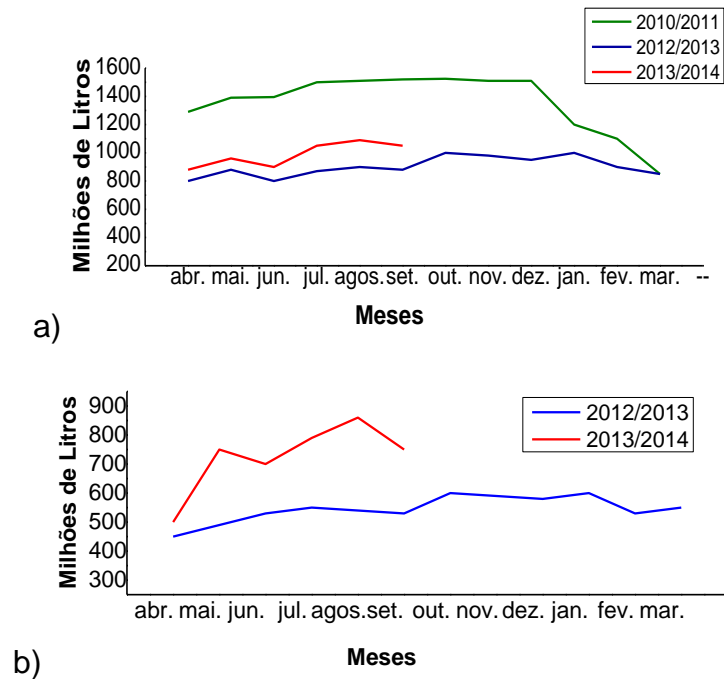 2010/2011
2012/2013
2013/2014
Milhões de Litros
1600
1400
1200
1000
800
600
400
200
abr. mai. jun. jul. agos. set. out. nov. dez. jan. fev. mar. --
Meses
a)
2012/2013
2013/2014
Milhões de Litros
900
800
700
600
500
400
300
abr. mai. jun. jul. agos. set. out. nov. dez. jan. fev. mar.
Meses
b)